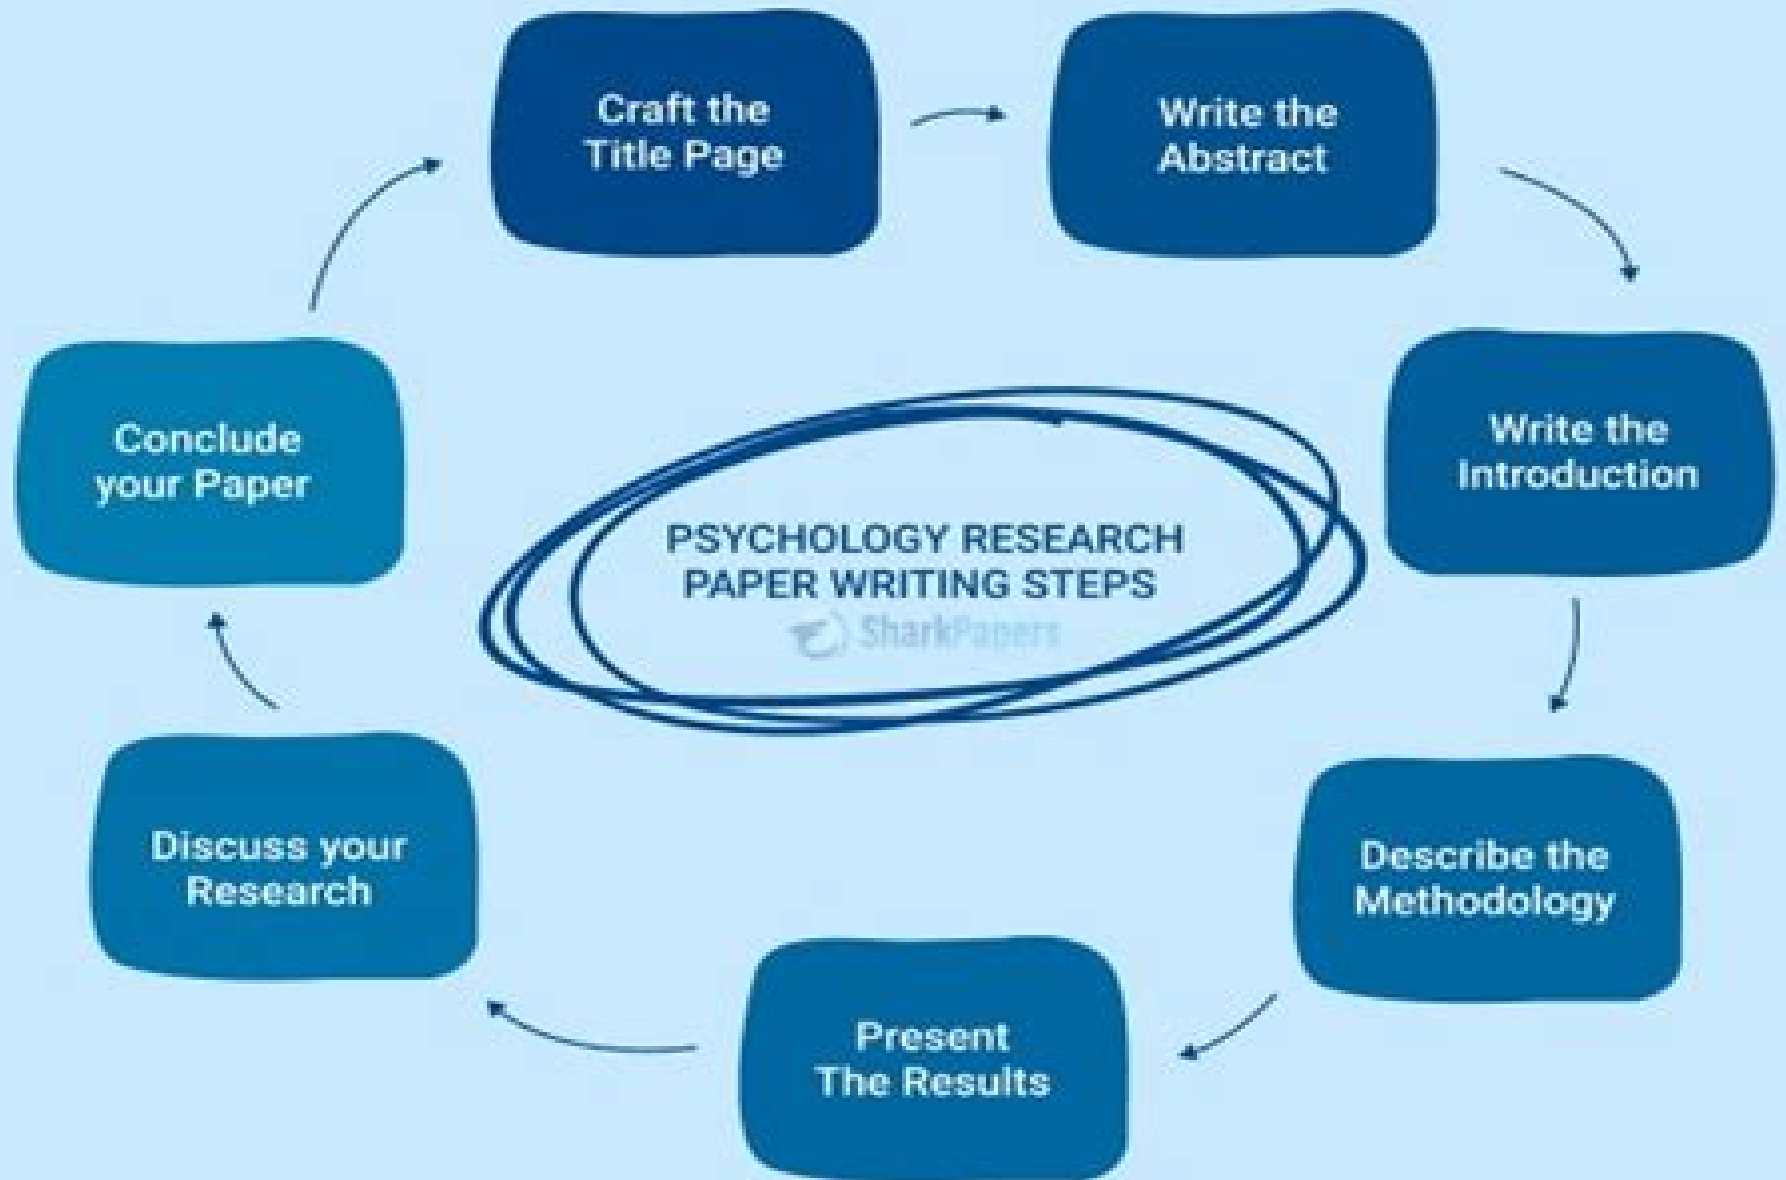 Craft the
Title Page
Write the
Abstract
Write the
Introduction
Describe the
Methodology
Present
The Results
Discuss your
Research
Conclude
your Paper
PSYCHOLOGY RESEARCH
PAPER WRITING STEPS
SharkPapers